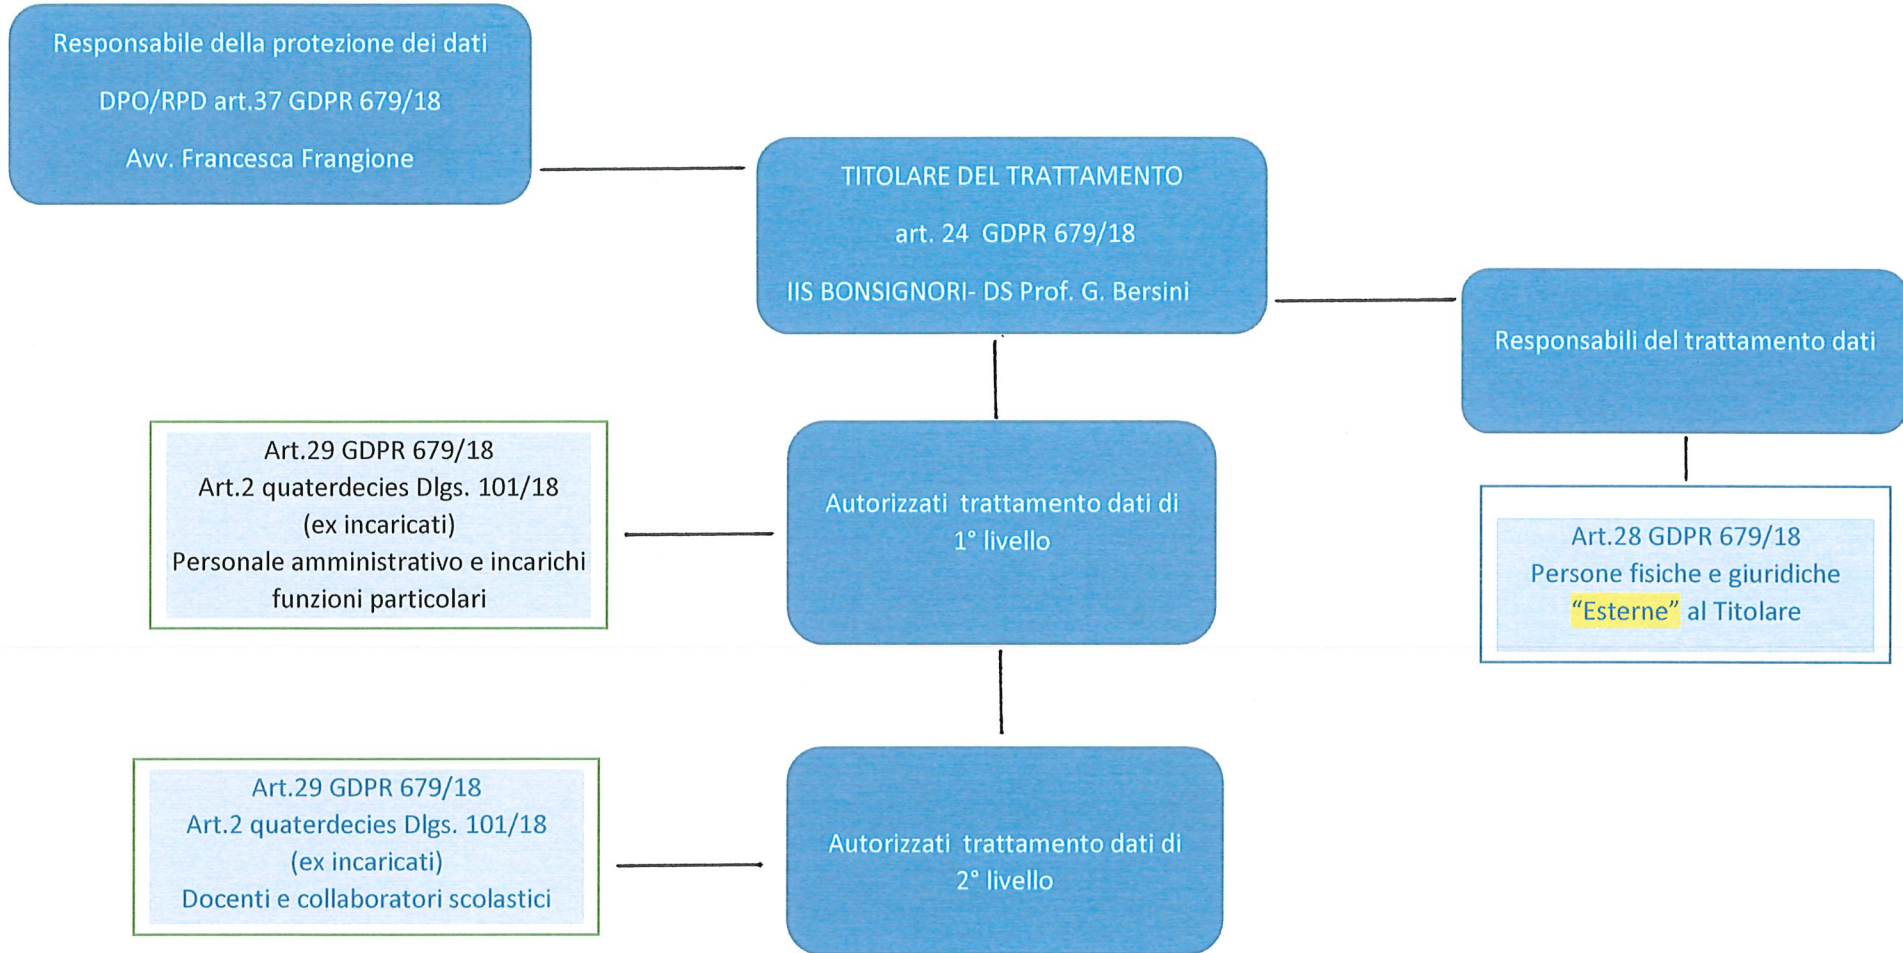 Responsabile della protezione dei dati
DPO/RPD art.37 GDPR 679/18
Avv. Francesca Frangione
TITOLARE DEL TRATTAMENTO
art. 24 GDPR 679/18
IIS BONSIGNORI- DS Prof. G. Bersini
Responsabili del trattamento dati
Art.29 GDPR 679/18
Art.2 quaterdecies Dlgs. 101/18
(ex incaricati)
Personale amministrativo e incarichi
funzioni particolari
Autorizzati trattamento dati di
1° livello
Art.28 GDPR 679/18
Persone fisiche e giuridiche
“Esterne” al Titolare
Art.29 GDPR 679/18
Art.2 quaterdecies Dlgs. 101/18
(ex incaricati)
Docenti e collaboratori scolastici
Autorizzati trattamento dati di
2° livello